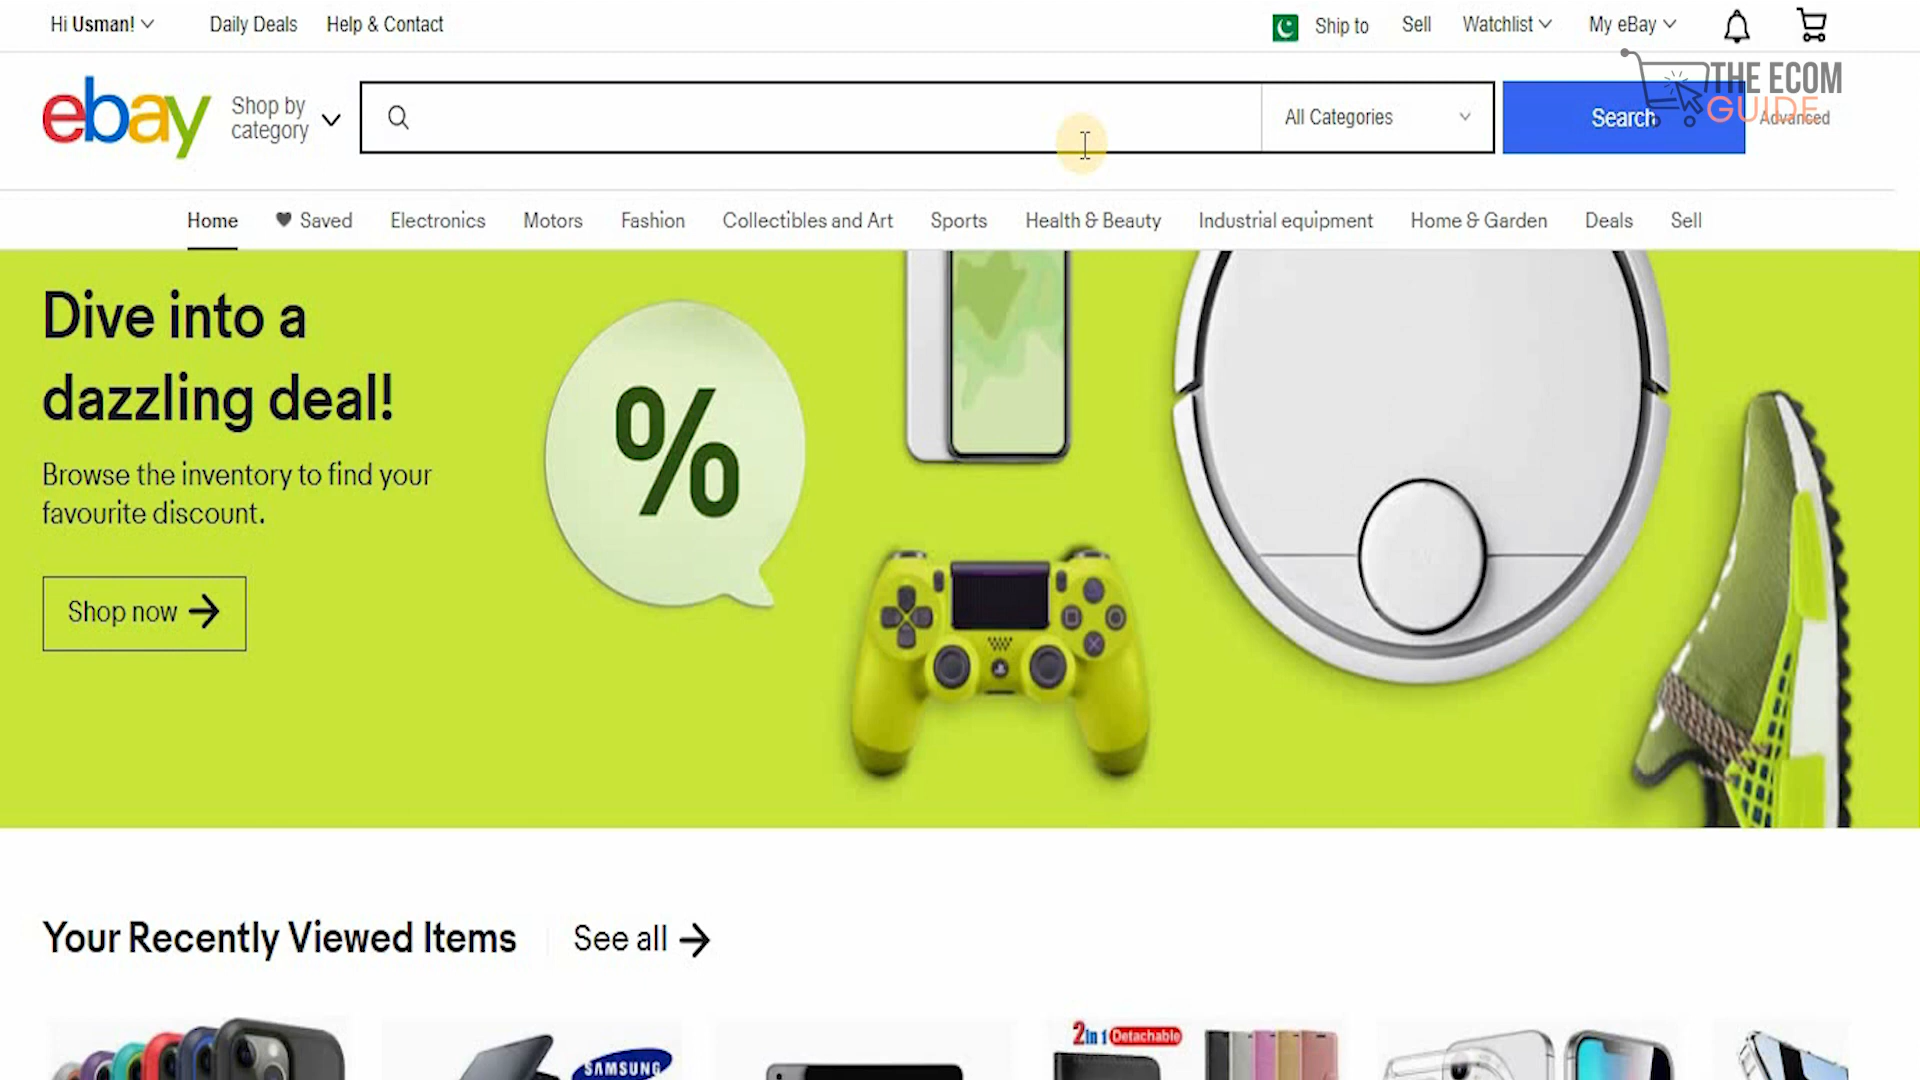 Hi Usman!
Daily Deals
Help & Contact
Ship to
Sell
Watchlist
My eBay
THE ECOM
GUIDE
ebay
Shop by
category
All Categories
Search
Advanced
Home
Saved
Electronics
Motors
Fashion
Collectibles and Art
Sports
Health & Beauty
Industrial equipment
Home & Garden
Deals
Sell
Dive into a
dazzling deal!
Browse the inventory to find your
favourite discount.
Shop now
%
Your Recently Viewed Items
See all
SAMSUNG
2in1 Detachable